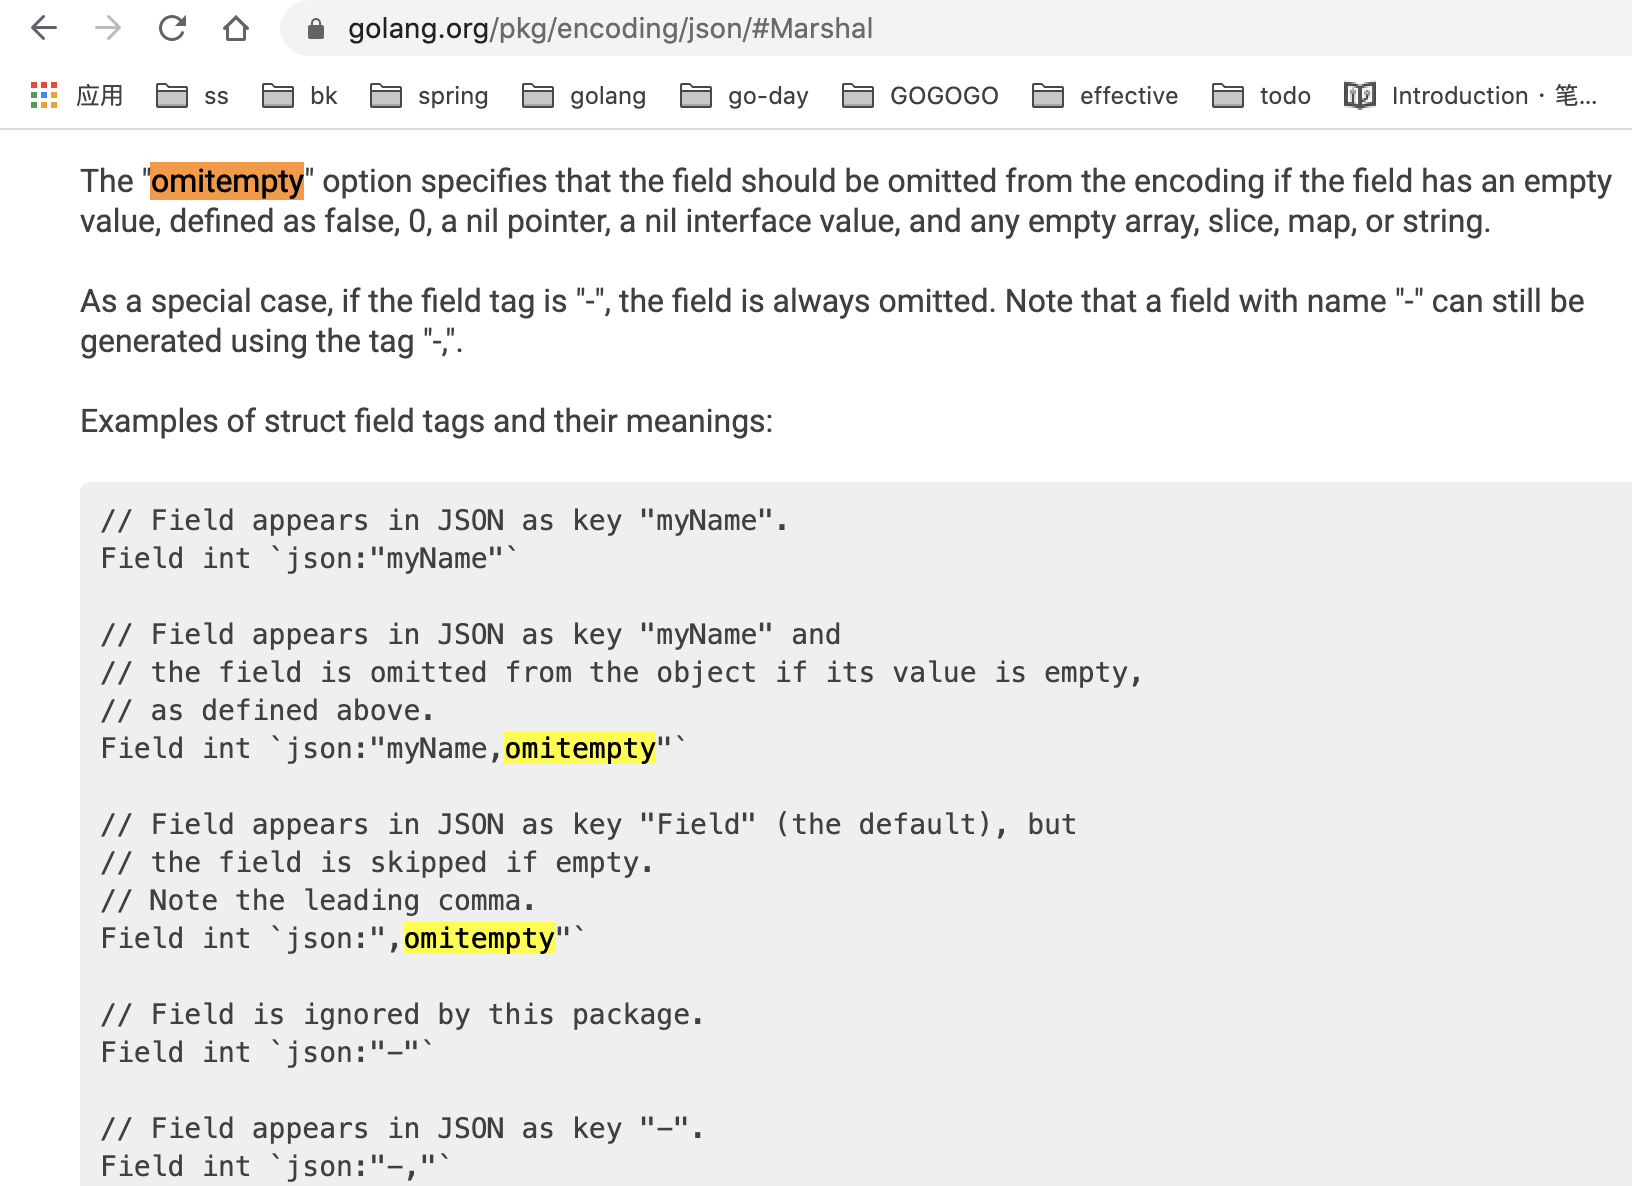 golang.org/pkg/encoding/json/#Marshal
应用 ss bk spring golang go-day GOGOGO effective todo Introduction · 笔...
The "omitempty" option specifies that the field should be omitted from the encoding if the field has an empty
value, defined as false, 0, a nil pointer, a nil interface value, and any empty array, slice, map, or string.
As a special case, if the field tag is "-", the field is always omitted. Note that a field with name "-" can still be
generated using the tag "-,".
Examples of struct field tags and their meanings:
// Field appears in JSON as key "myName".
Field int `json:"myName"`
// Field appears in JSON as key "myName" and
// the field is omitted from the object if its value is empty,
// as defined above.
Field int `json:"myName,omitempty"`
// Field appears in JSON as key "Field" (the default), but
// the field is skipped if empty.
// Note the leading comma.
Field int `json:",omitempty"`
// Field is ignored by this package.
Field int `json:"-"`
// Field appears in JSON as key "-".
Field int `json:"-,"`